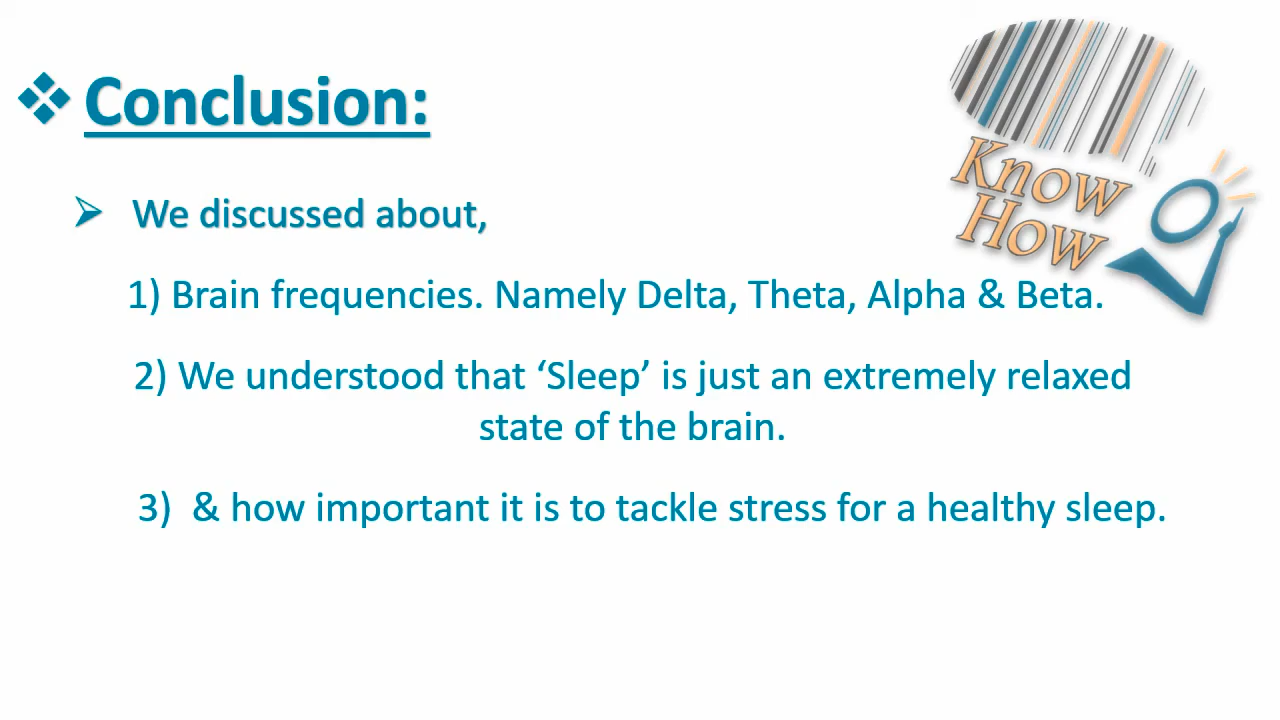 Conclusion:
Know
How
We discussed about,
1) Brain frequencies. Namely Delta, Theta, Alpha & Beta.
2) We understood that ‘Sleep’ is just an extremely relaxed
state of the brain.
3) & how important it is to tackle stress for a healthy sleep.